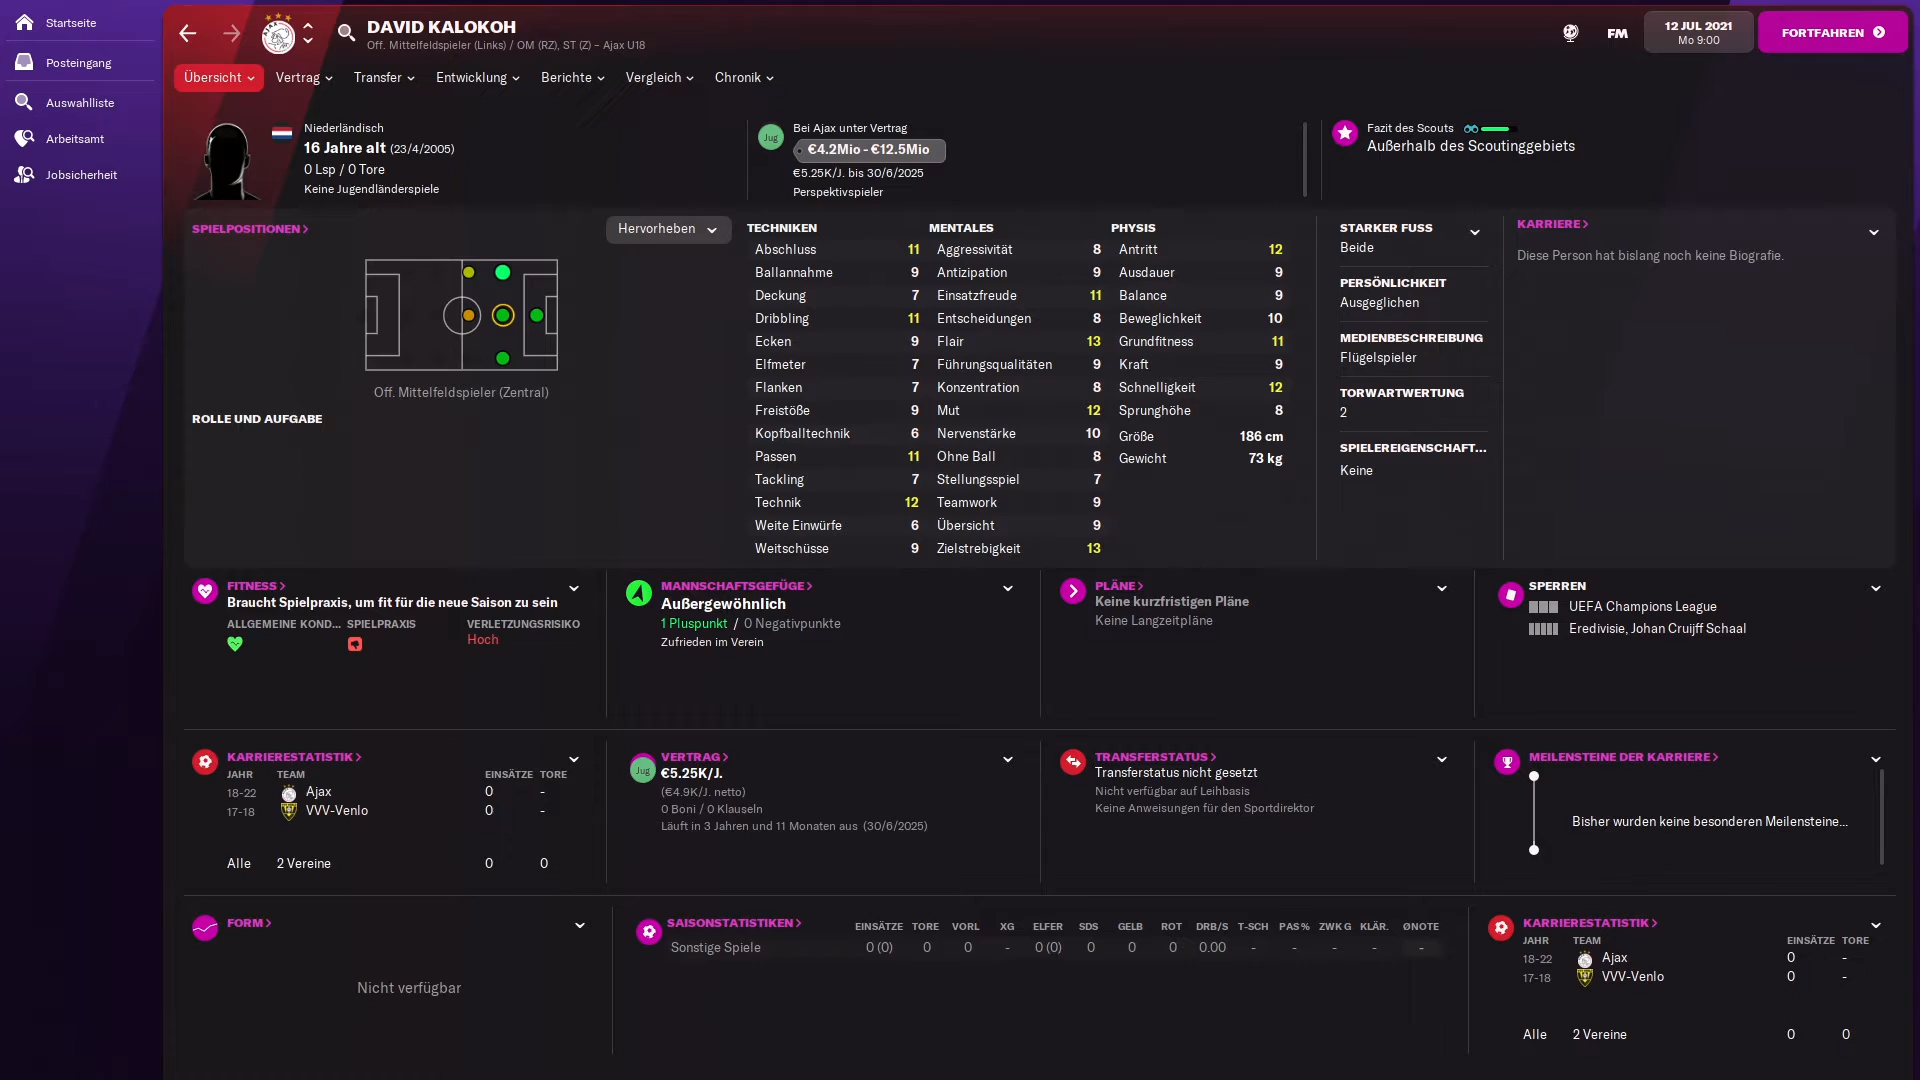 Startseite
Posteingang
Auswahlliste
Arbeitsamt
Jobsicherheit
DAVID KALOKOH
Off. Mittelfeldspieler (Links) / OM (RZ), ST (Z) – Ajax U18
FM
12 JUL 2021
Mo 9:00
FORTFAHREN
Übersicht Vertrag Transfer Entwicklung Berichte Vergleich Chronik
Niederländisch
16 Jahre alt (23/4/2005)
0 Lsp / 0 Tore
Keine Jugendländerspiele
Jug
Bei Ajax unter Vertrag
€4.2Mio - €12.5Mio
€5.25K/J. bis 30/6/2025
Perspektivspieler
Fazit des Scouts
Außerhalb des Scoutinggebiets
SPIELPOSITIONEN
Hervorheben
Off. Mittelfeldspieler (Zentral)
ROLLE UND AUFGABE
TECHNIKEN
Abschluss 11
Ballannahme 9
Deckung 7
Dribbling 11
Ecken 9
Elfmeter 7
Flanken 7
Freistöße 9
Kopfballtechnik 6
Passen 11
Tackling 7
Technik 12
Weite Einwürfe 6
Weitschüsse 9
MENTALES
Aggressivität 8
Antizipation 9
Einsatzfreude 11
Entscheidungen 8
Flair 13
Führungsqualitäten 9
Konzentration 8
Mut 12
Nervenstärke 10
Ohne Ball 8
Stellungsspiel 7
Teamwork 9
Übersicht 9
Zielstrebigkeit 13
PHYSIS
Antritt 12
Ausdauer 9
Balance 9
Beweglichkeit 10
Grundfitness 11
Kraft 9
Schnelligkeit 12
Sprunghöhe 8
Größe 186 cm
Gewicht 73 kg
STARKER FUSS
Beide
PERSÖNLICHKEIT
Ausgeglichen
MEDIENBESCHREIBUNG
Flügelspieler
TORWARTWERTUNG
2
SPIELEREIGENSCHAFT...
Keine
KARRIERE
Diese Person hat bislang noch keine Biografie.
FITNESS
Braucht Spielpraxis, um fit für die neue Saison zu sein
ALLGEMEINE KOND... SPIELPRAXIS VERLETZUNGSRISIKO
Hoch
MANNSCHAFTSGEFÜGE
Außergewöhnlich
1 Pluspunkt / 0 Negativpunkte
Zufrieden im Verein
PLÄNE
Keine kurzfristigen Pläne
Keine Langzeitpläne
SPERREN
UEFA Champions League
Eredivisie, Johan Cruijff Schaal
KARRIERESTATISTIK
JAHR TEAM EINSÄTZE TORE
18-22 Ajax 0 -
17-18 VVV-Venlo 0 -
Alle 2 Vereine 0 0
Jug
VERTRAG
€5.25K/J.
(€4.9K/J. netto)
0 Boni / 0 Klauseln
Läuft in 3 Jahren und 11 Monaten aus (30/6/2025)
TRANSFERSTATUS
Transferstatus nicht gesetzt
Nicht verfügbar auf Leihbasis
Keine Anweisungen für den Sportdirektor
MEILENSTEINE DER KARRIERE
Bisher wurden keine besonderen Meilensteine...
FORM
Nicht verfügbar
SAISONSTATISTIKEN EINSÄTZE TORE VORL XG ELFER SDS GELB ROT DRB/S T-SCH PAS % ZWK G KLÄR. ØNOTE
Sonstige Spiele 0 (0) 0 0 - 0 (0) 0 0 0 0.00 - - - - -
KARRIERESTATISTIK
JAHR TEAM EINSÄTZE TORE
18-22 Ajax 0 -
17-18 VVV-Venlo 0 -
Alle 2 Vereine 0 0